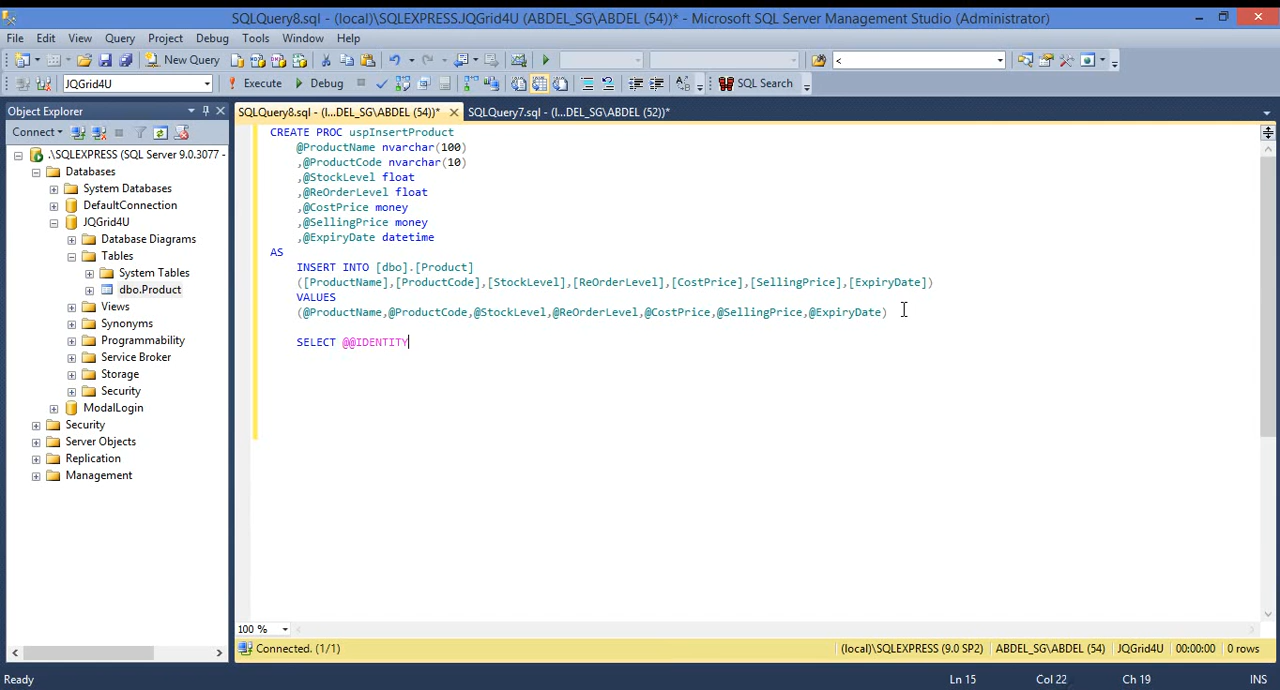 SQLQuery8.sql - (local)\SQLEXPRESS.JQGrid4U (ABDEL_SG\ABDEL (54))* - Microsoft SQL Server Management Studio (Administrator)
File Edit View Query Project Debug Tools Window Help
New Query <
JQGrid4U Execute Debug SQL Search
Object Explorer
SQLQuery8.sql - (l...DEL_SG\ABDEL (54))* SQLQuery7.sql - (l...DEL_SG\ABDEL (52))*
Connect
.\SQLEXPRESS (SQL Server 9.0.3077 -
Databases
System Databases
DefaultConnection
JQGrid4U
Database Diagrams
Tables
System Tables
dbo.Product
Views
Synonyms
Programmability
Service Broker
Storage
Security
ModalLogin
Security
Server Objects
Replication
Management
CREATE PROC uspInsertProduct
@ProductName nvarchar(100)
,@ProductCode nvarchar(10)
,@StockLevel float
,@ReOrderLevel float
,@CostPrice money
,@SellingPrice money
,@ExpiryDate datetime
AS
INSERT INTO [dbo].[Product]
([ProductName],[ProductCode],[StockLevel],[ReOrderLevel],[CostPrice],[SellingPrice],[ExpiryDate])
VALUES
(@ProductName,@ProductCode,@StockLevel,@ReOrderLevel,@CostPrice,@SellingPrice,@ExpiryDate)
SELECT @@IDENTITY
100 %
Connected. (1/1) (local)\SQLEXPRESS (9.0 SP2) ABDEL_SG\ABDEL (54) JQGrid4U 00:00:00 0 rows
Ready Ln 15 Col 22 Ch 19 INS